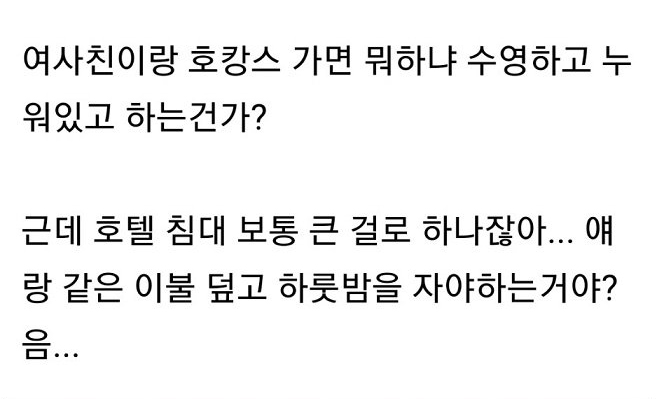 여사친이랑 호캉스 가면 뭐하냐 수영하고 누
워있고 하는건가?
근데 호텔 침대 보통 큰 걸로 하나잖아... 얘
랑 같은 이불 덮고 하룻밤을 자야하는거야?
음...